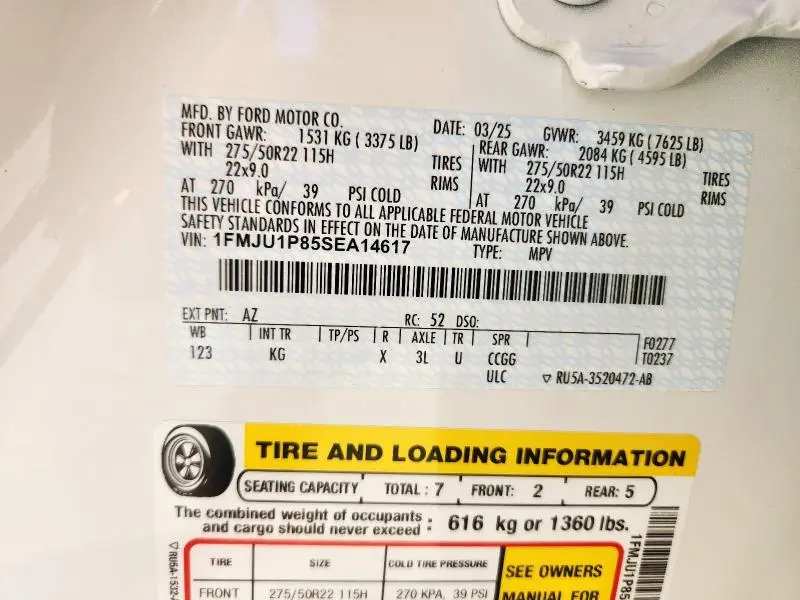 MFD. BY FORD MOTOR CO. DATE: 03/25 GVWR: 3459 KG ( 7625 LB)
FRONT GAWR: 1531 KG ( 3375 LB) REAR GAWR: 2084 KG ( 4595 LB)
WITH 275/50R22 115H TIRES WITH 275/50R22 115H TIRES
22x9.0 RIMS 22x9.0 RIMS
AT 270 kPa/ 39 PSI COLD AT 270 kPa/ 39 PSI COLD
THIS VEHICLE CONFORMS TO ALL APPLICABLE FEDERAL MOTOR VEHICLE
SAFETY STANDARDS IN EFFECT ON THE DATE OF MANUFACTURE SHOWN ABOVE.
VIN: 1FMJU1P85SEA14617 TYPE: MPV
EXT PNT: AZ RC: 52 DSO:
WB INT TR TP/PS R AXLE TR SPR F0277
123 KG X 3L U CCGG T0237
ULC ▽ RU5A-3520472-AB
TIRE AND LOADING INFORMATION
SEATING CAPACITY TOTAL : 7 FRONT: 2 REAR: 5
The combined weight of occupants
and cargo should never exceed : 616 kg or 1360 lbs.
TIRE SIZE COLD TIRE PRESSURE SEE OWNERS
FRONT 275/50R22 115H 270 KPA, 39 PSI MANUAL FOR
▽ RU5A-1532-
1FMJU1P85